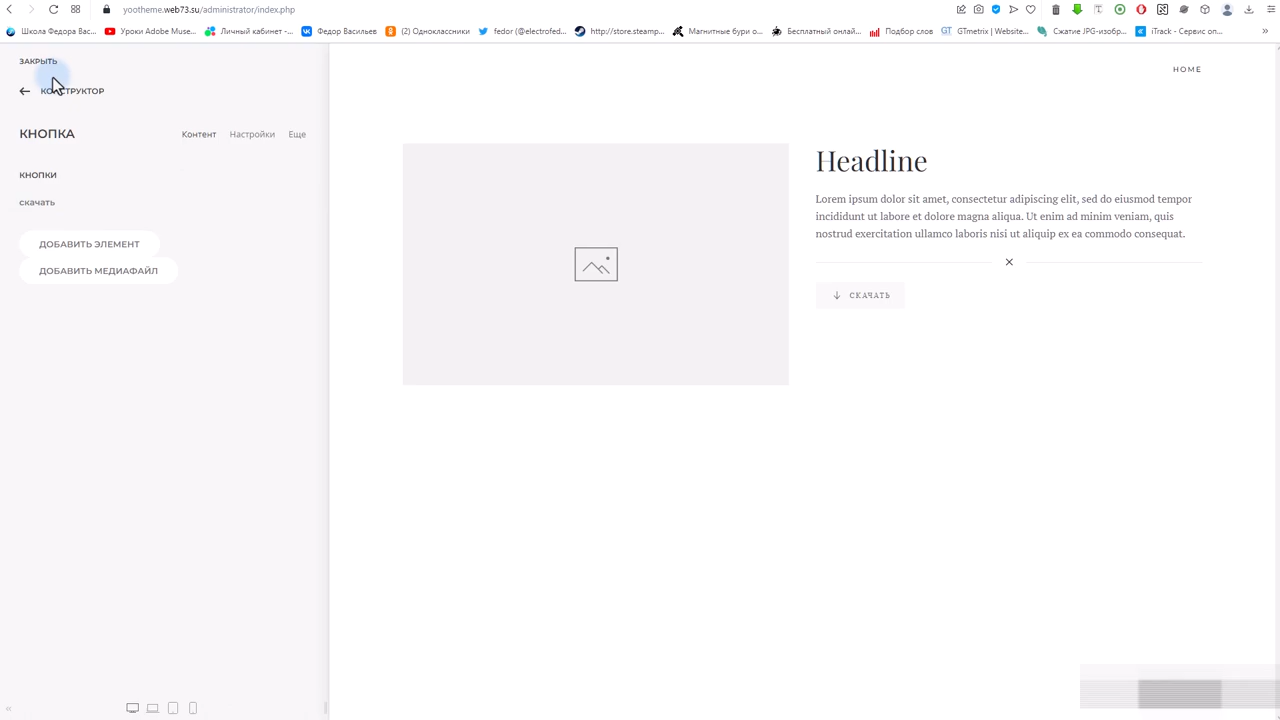 yootheme.web73.su/administrator/index.php
Школа Федора Вас...
Уроки Adobe Muse...
Личный кабинет -...
Федор Васильев
(2) Одноклассники
fedor (@electrofed...
http://store.steamp...
Магнитные бури о...
Бесплатный онлай...
Подбор слов
GTmetrix | Website...
Сжатие JPG-изобр...
iTrack - Сервис оп...
ЗАКРЫТЬ
КОНСТРУКТОР
КНОПКА
Контент
Настройки
Еще
КНОПКИ
скачать
ДОБАВИТЬ ЭЛЕМЕНТ
ДОБАВИТЬ МЕДИАФАЙЛ
HOME
Headline
Lorem ipsum dolor sit amet, consectetur adipiscing elit, sed do eiusmod tempor
incididunt ut labore et dolore magna aliqua. Ut enim ad minim veniam, quis
nostrud exercitation ullamco laboris nisi ut aliquip ex ea commodo consequat.
СКАЧАТЬ